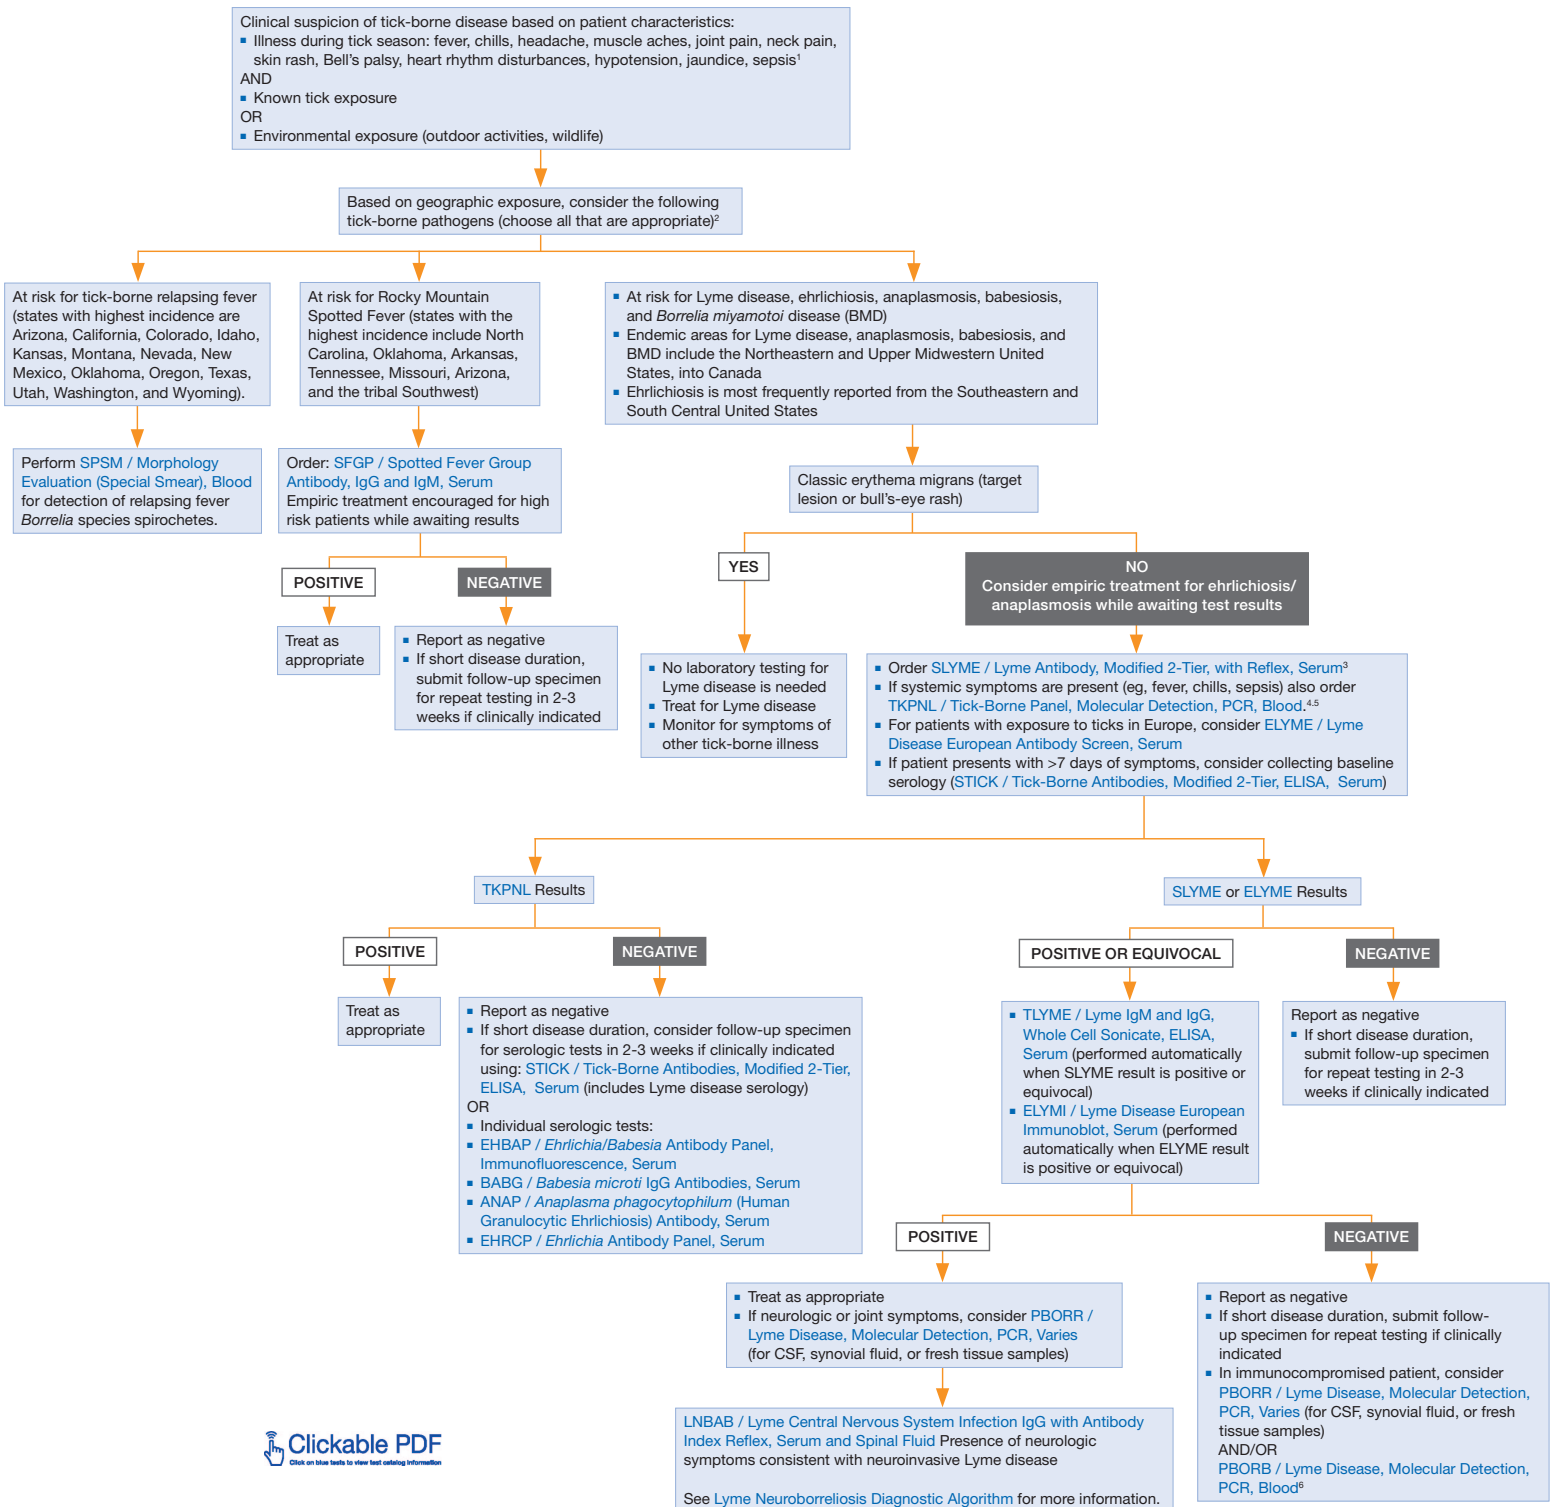 Clinical suspicion of tick-borne disease based on patient characteristics:
▪ Illness during tick season: fever, chills, headache, muscle aches, joint pain, neck pain,
skin rash, Bell's palsy, heart rhythm disturbances, hypotension, jaundice, sepsis¹
AND
▪ Known tick exposure
OR
▪ Environmental exposure (outdoor activities, wildlife)
Based on geographic exposure, consider the following
tick-borne pathogens (choose all that are appropriate)²
At risk for tick-borne relapsing fever
(states with highest incidence are
Arizona, California, Colorado, Idaho,
Kansas, Montana, Nevada, New
Mexico, Oklahoma, Oregon, Texas,
Utah, Washington, and Wyoming).
At risk for Rocky Mountain
Spotted Fever (states with the
highest incidence include North
Carolina, Oklahoma, Arkansas,
Tennessee, Missouri, Arizona,
and the tribal Southwest)
▪ At risk for Lyme disease, ehrlichiosis, anaplasmosis, babesiosis,
and Borrelia miyamotoi disease (BMD)
▪ Endemic areas for Lyme disease, anaplasmosis, babesiosis, and
BMD include the Northeastern and Upper Midwestern United
States, into Canada
▪ Ehrlichiosis is most frequently reported from the Southeastern and
South Central United States
Perform SPSM / Morphology
Evaluation (Special Smear), Blood
for detection of relapsing fever
Borrelia species spirochetes.
Order: SFGP / Spotted Fever Group
Antibody, IgG and IgM, Serum
Empiric treatment encouraged for high
risk patients while awaiting results
Classic erythema migrans (target
lesion or bull's-eye rash)
POSITIVE
NEGATIVE
YES
NO
Consider empiric treatment for ehrlichiosis/
anaplasmosis while awaiting test results
Treat as
appropriate
▪ Report as negative
▪ If short disease duration,
submit follow-up specimen
for repeat testing in 2-3
weeks if clinically indicated
▪ No laboratory testing for
Lyme disease is needed
▪ Treat for Lyme disease
▪ Monitor for symptoms of
other tick-borne illness
▪ Order SLYME / Lyme Antibody, Modified 2-Tier, with Reflex, Serum³
▪ If systemic symptoms are present (eg, fever, chills, sepsis) also order
TKPNL / Tick-Borne Panel, Molecular Detection, PCR, Blood.⁴·⁵
▪ For patients with exposure to ticks in Europe, consider ELYME / Lyme
Disease European Antibody Screen, Serum
▪ If patient presents with >7 days of symptoms, consider collecting baseline
serology (STICK / Tick-Borne Antibodies, Modified 2-Tier, ELISA, Serum)
TKPNL Results
SLYME or ELYME Results
POSITIVE
NEGATIVE
POSITIVE OR EQUIVOCAL
NEGATIVE
Treat as
appropriate
▪ Report as negative
▪ If short disease duration, consider follow-up specimen
for serologic tests in 2-3 weeks if clinically indicated
using: STICK / Tick-Borne Antibodies, Modified 2-Tier,
ELISA, Serum (includes Lyme disease serology)
OR
▪ Individual serologic tests:
▪ EHBAP / Ehrlichia/Babesia Antibody Panel,
Immunofluorescence, Serum
▪ BABG / Babesia microti IgG Antibodies, Serum
▪ ANAP / Anaplasma phagocytophilum (Human
Granulocytic Ehrlichiosis) Antibody, Serum
▪ EHRCP / Ehrlichia Antibody Panel, Serum
▪ TLYME / Lyme IgM and IgG,
Whole Cell Sonicate, ELISA,
Serum (performed automatically
when SLYME result is positive or
equivocal)
▪ ELYMI / Lyme Disease European
Immunoblot, Serum (performed
automatically when ELYME result
is positive or equivocal)
Report as negative
▪ If short disease duration,
submit follow-up specimen
for repeat testing in 2-3
weeks if clinically indicated
POSITIVE
NEGATIVE
▪ Treat as appropriate
▪ If neurologic or joint symptoms, consider PBORR /
Lyme Disease, Molecular Detection, PCR, Varies
(for CSF, synovial fluid, or fresh tissue samples)
▪ Report as negative
▪ If short disease duration, submit follow-
up specimen for repeat testing if clinically
indicated
▪ In immunocompromised patient, consider
PBORR / Lyme Disease, Molecular Detection,
PCR, Varies (for CSF, synovial fluid, or fresh
tissue samples)
AND/OR
PBORB / Lyme Disease, Molecular Detection,
PCR, Blood⁶
LNBAB / Lyme Central Nervous System Infection IgG with Antibody
Index Reflex, Serum and Spinal Fluid Presence of neurologic
symptoms consistent with neuroinvasive Lyme disease
See Lyme Neuroborreliosis Diagnostic Algorithm for more information.
Clickable PDF
Click on blue tests to view test catalog information